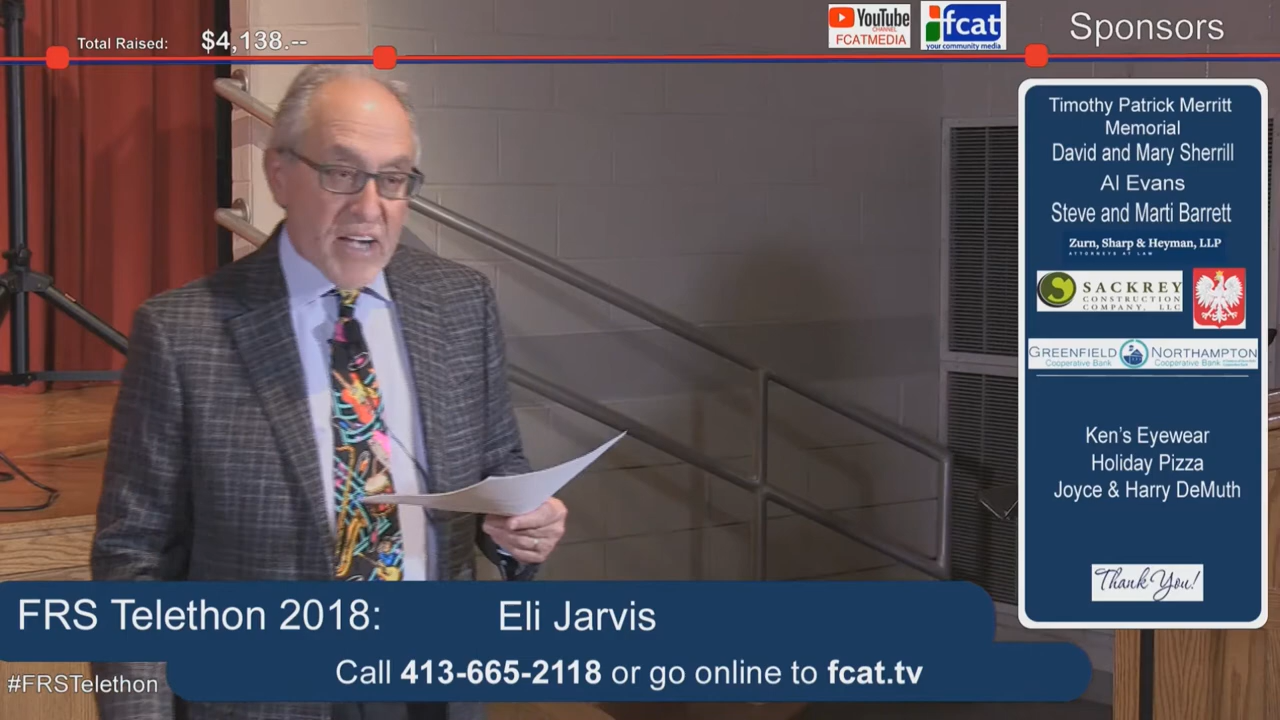 Total Raised:
$4,138.--
YouTube
CHANNEL
FCATMEDIA
fcat
your community media
Sponsors
Timothy Patrick Merritt
Memorial
David and Mary Sherrill
Al Evans
Steve and Marti Barrett
Zurn, Sharp & Heyman, LLP
ATTORNEYS AT LAW
SACKREY
CONSTRUCTION
COMPANY, LLC
GREENFIELD
Cooperative Bank
NORTHAMPTON
Cooperative Bank
Ken's Eyewear
Holiday Pizza
Joyce & Harry DeMuth
Thank You!
FRS Telethon 2018:
Eli Jarvis
Call 413-665-2118 or go online to fcat.tv
#FRSTelethon